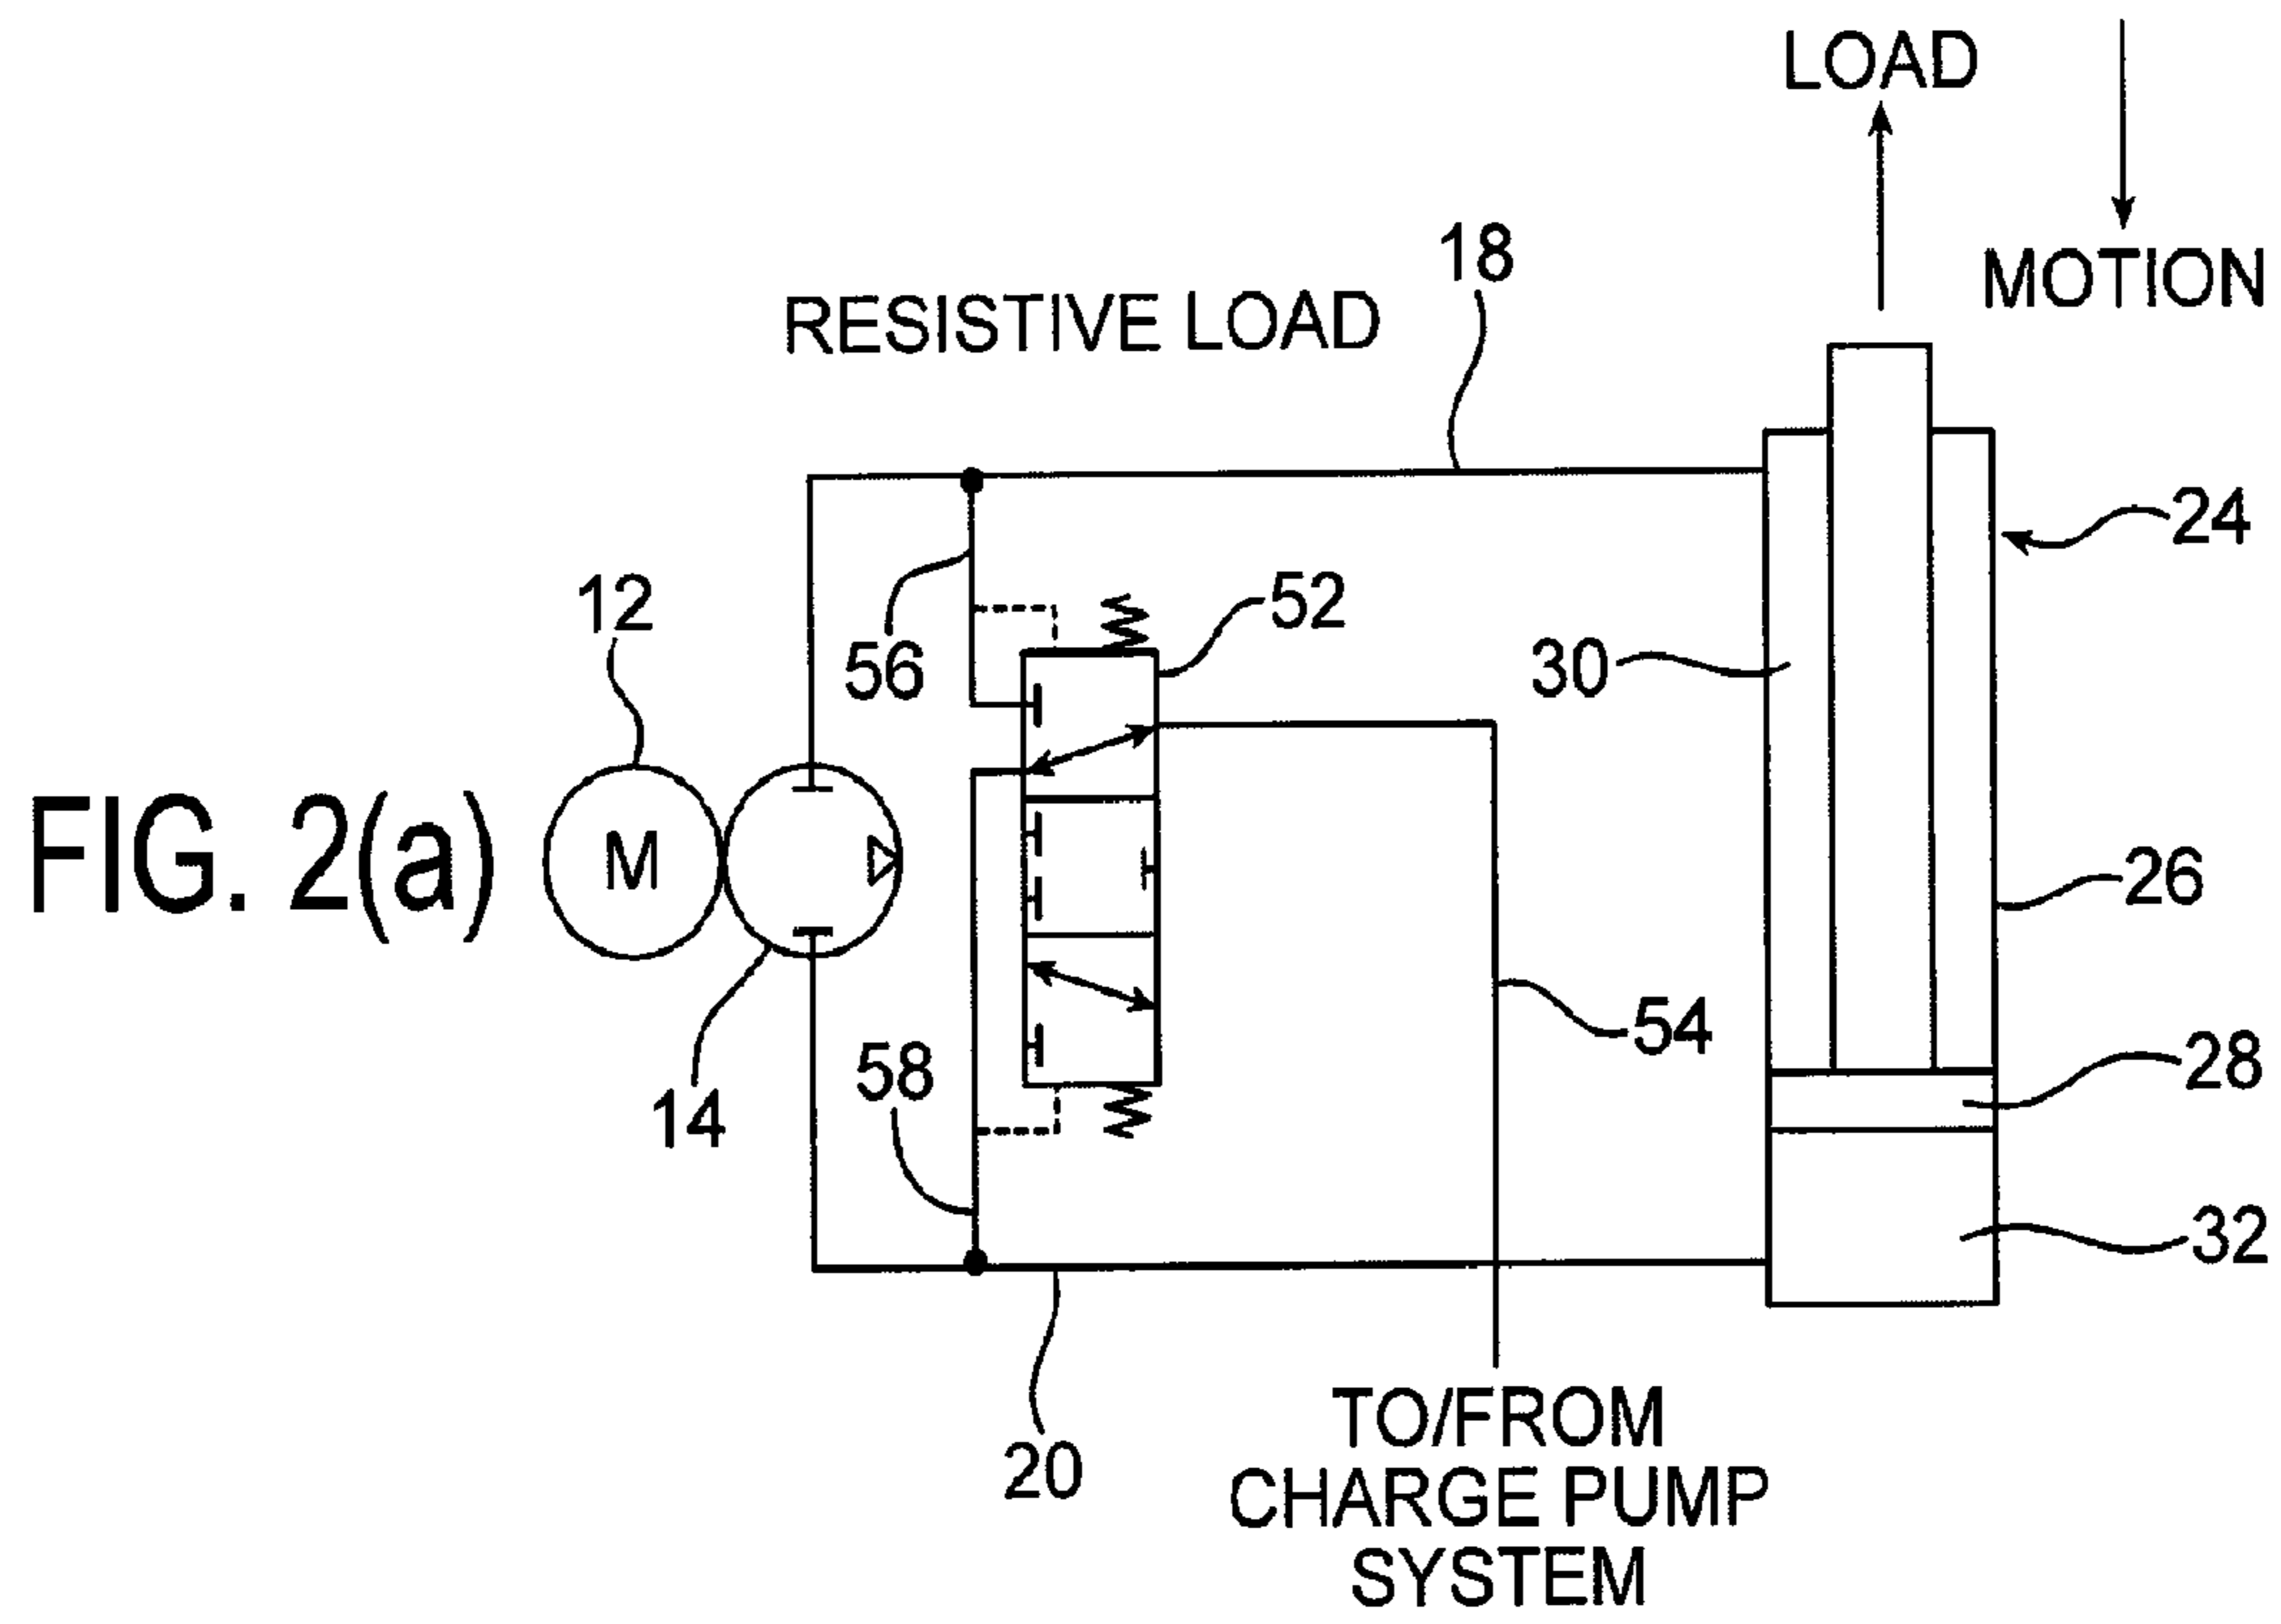 LOAD
MOTION
18
RESISTIVE LOAD
24
12
52
56
30
FIG. 2(a)
M
26
54
28
58
14
32
20
TO/FROM
CHARGE PUMP
SYSTEM